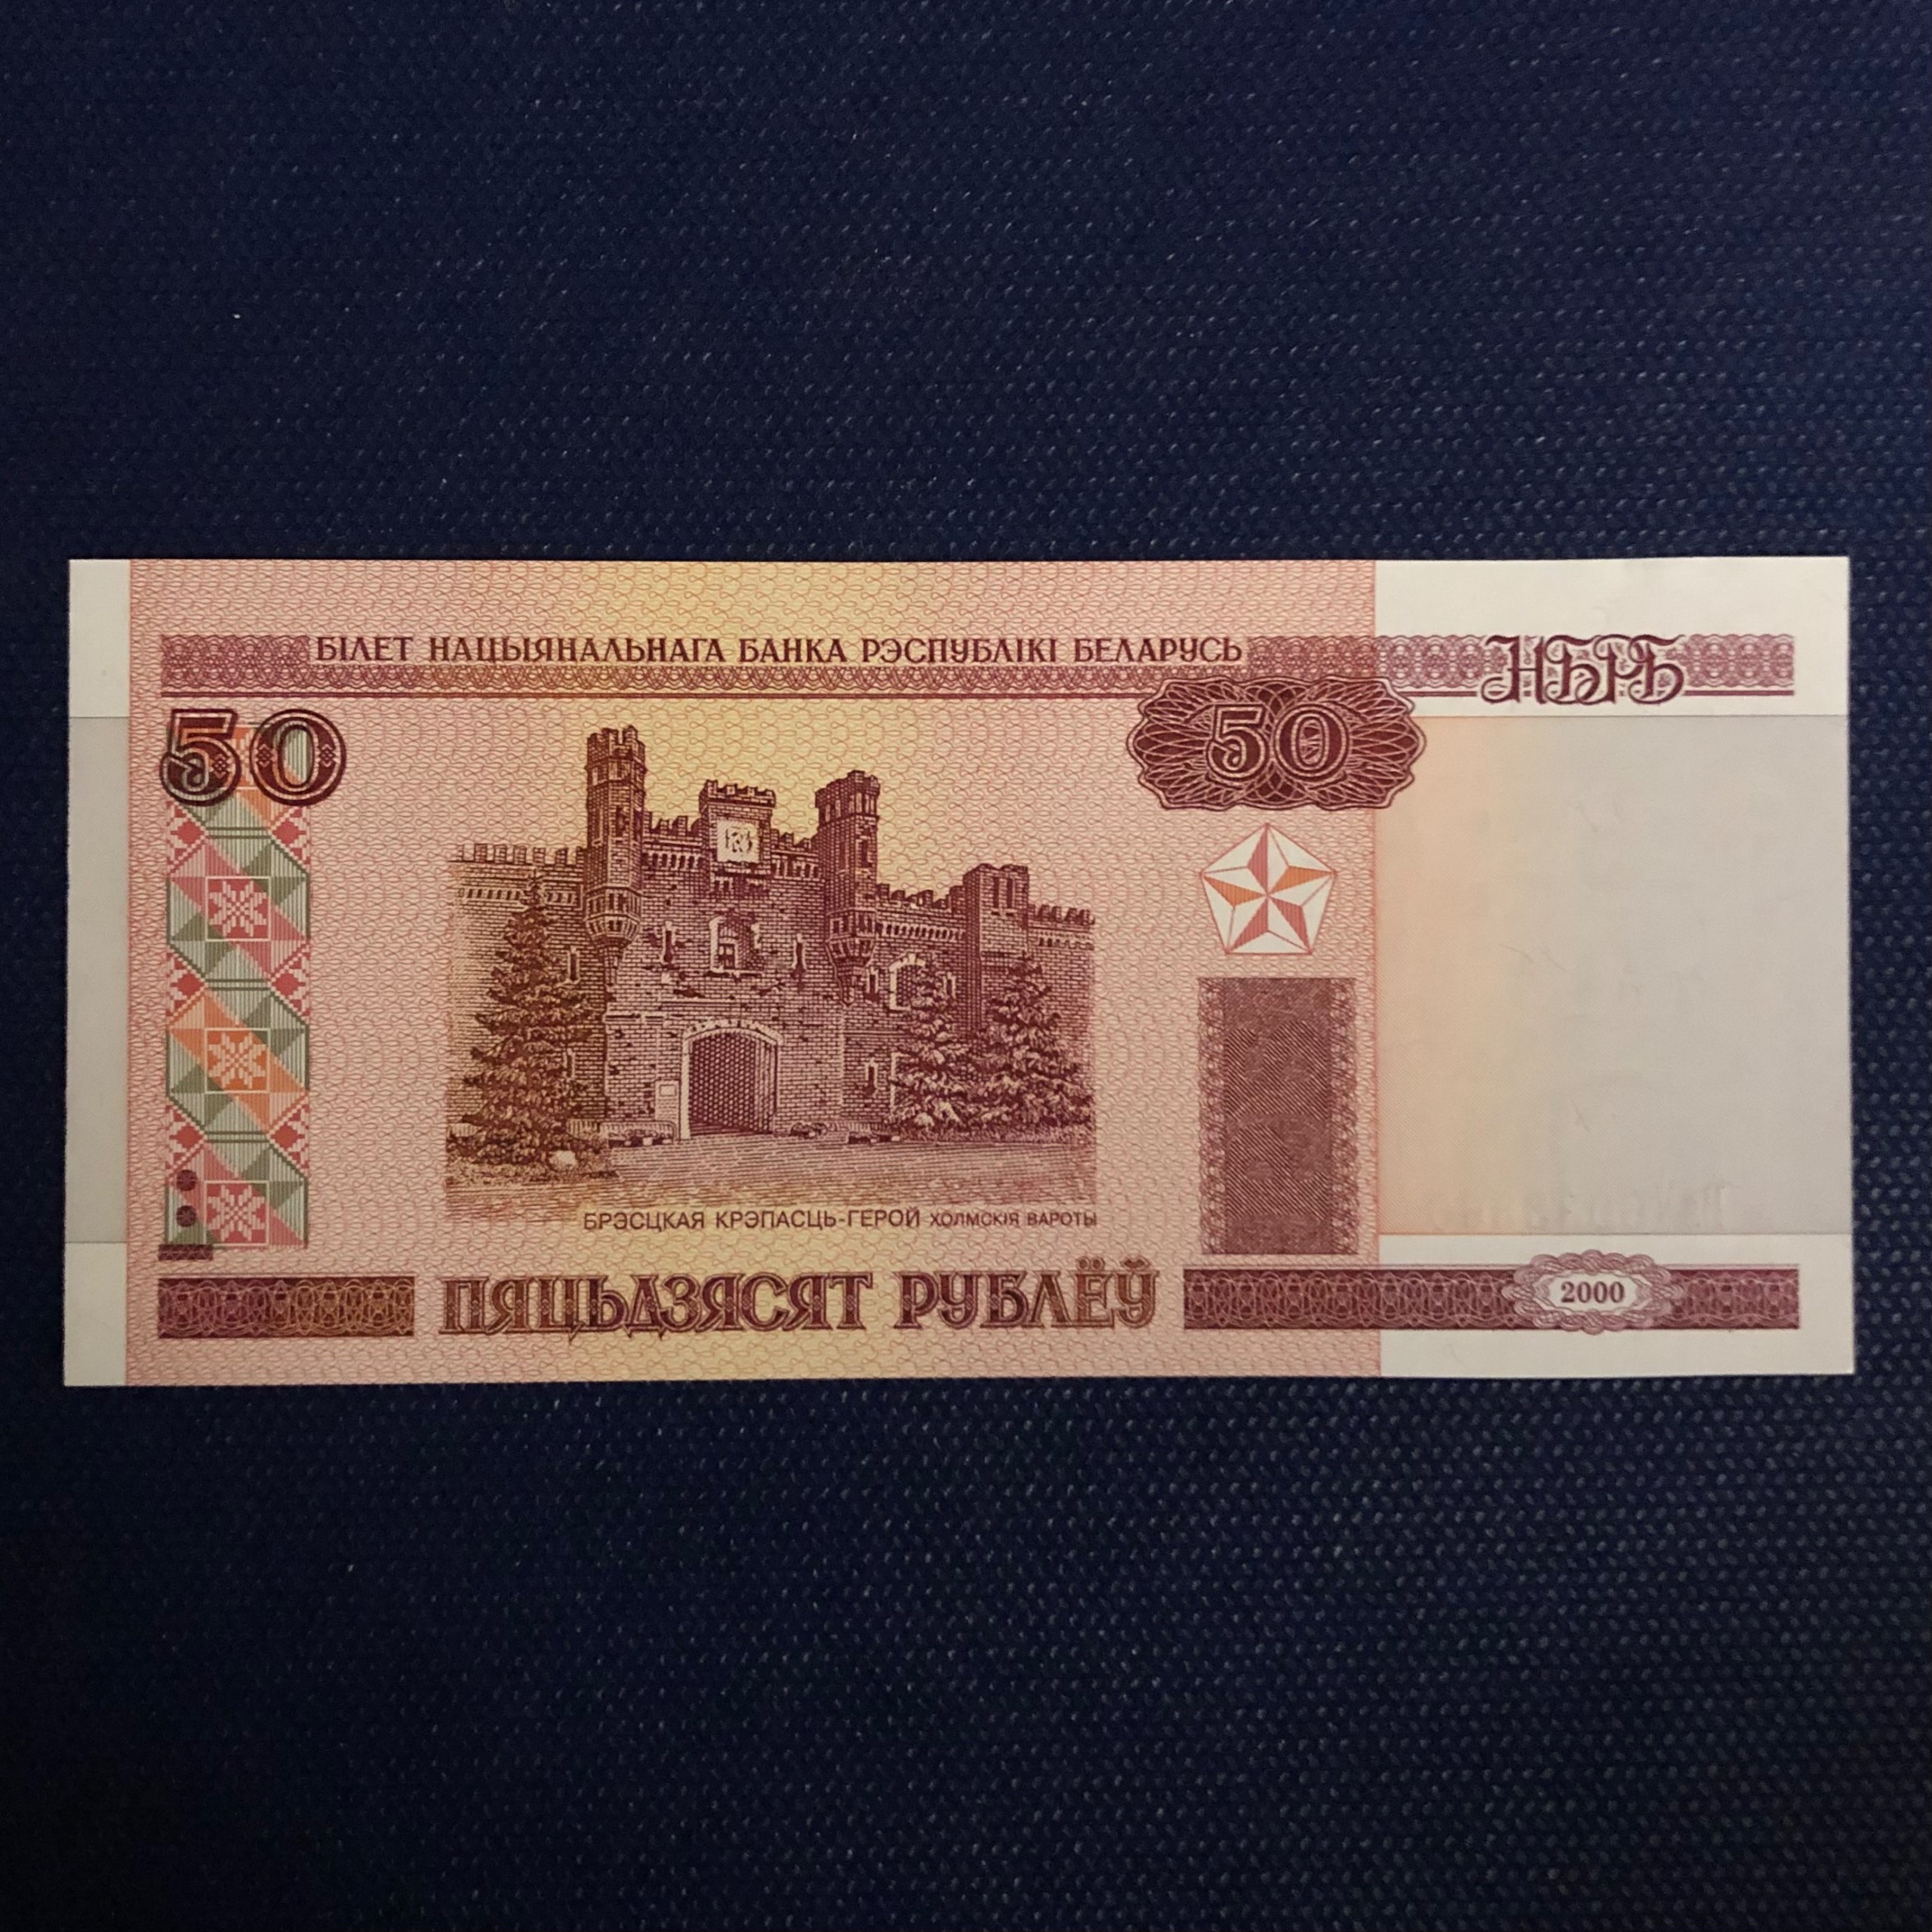 БІЛЕТ НАЦЫЯНАЛЬНАГА БАНКА РЭСПУБЛІКІ БЕЛАРУСЬ
НБРБ
50
50
БРЭСЦКАЯ КРЭПАСЦЬ-ГЕРОЙ ХОЛМСКІЯ ВАРОТЫ
ПЯЦЬДЗЯСЯТ РУБЛЁЎ
2000